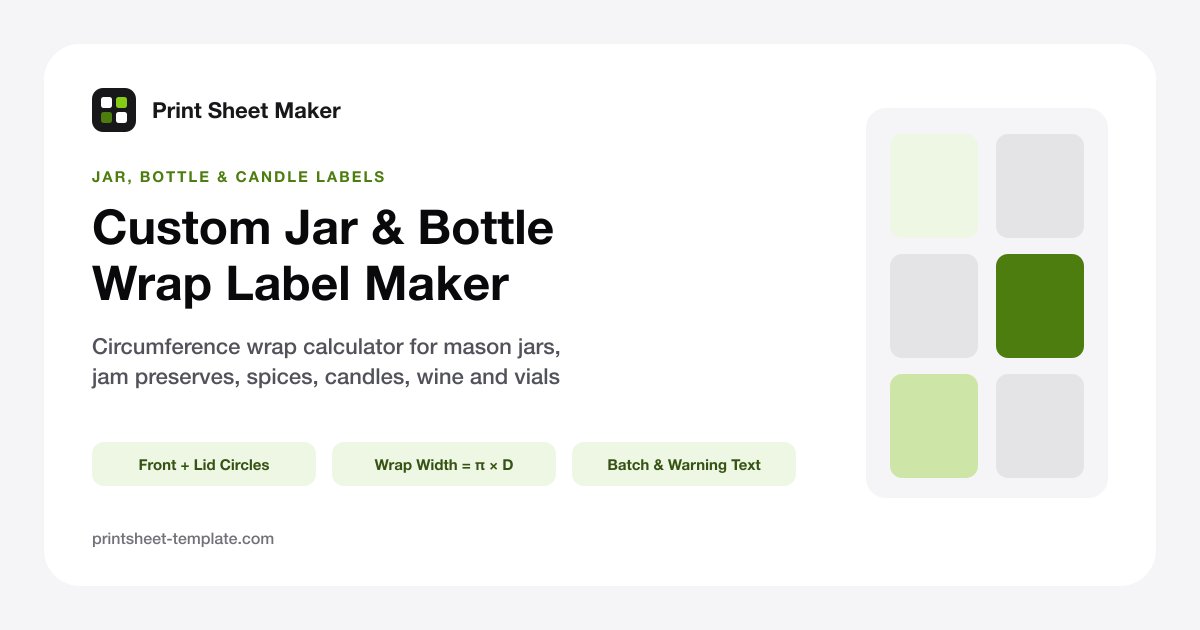 Print Sheet Maker
JAR, BOTTLE & CANDLE LABELS
Custom Jar & Bottle
Wrap Label Maker
Circumference wrap calculator for mason jars,
jam preserves, spices, candles, wine and vials
Front + Lid Circles
Wrap Width = π × D
Batch & Warning Text
printsheet-template.com